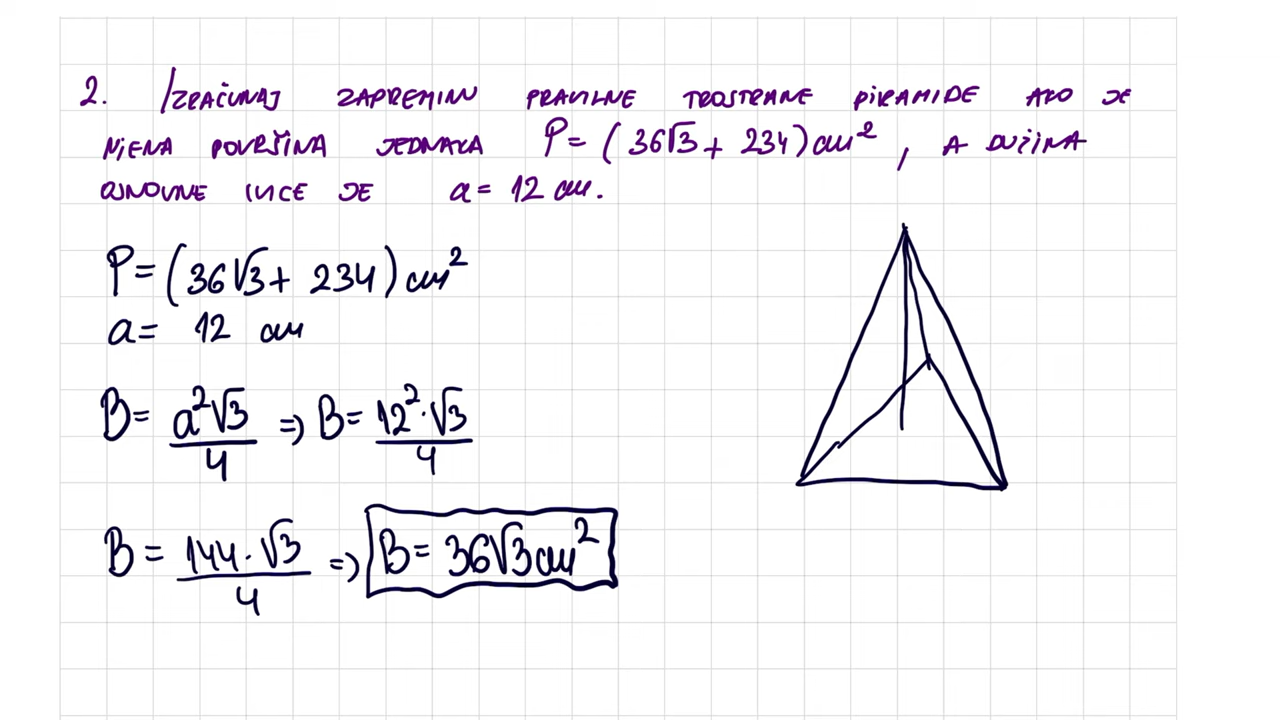 2. IZRAČUNAJ ZAPREMINU PRAVILNE TROSTRANE PIRAMIDE AKO JE
NJENA POVRŠINA JEDNAKA P= (36√3 + 234) cm², A DUŽINA
OSNOVNE IVICE JE a= 12 cm.
P= (36√3 + 234) cm²
a= 12 cm
B= a²√3/4 => B= 12²·√3/4
B= 144·√3/4 => B= 36√3 cm²